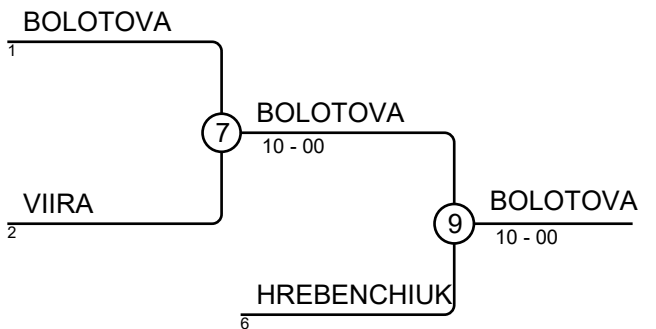 BOLOTOVA
1
7
BOLOTOVA
10 - 00
VIIRA
2
9
BOLOTOVA
10 - 00
HREBENCHIUK
6